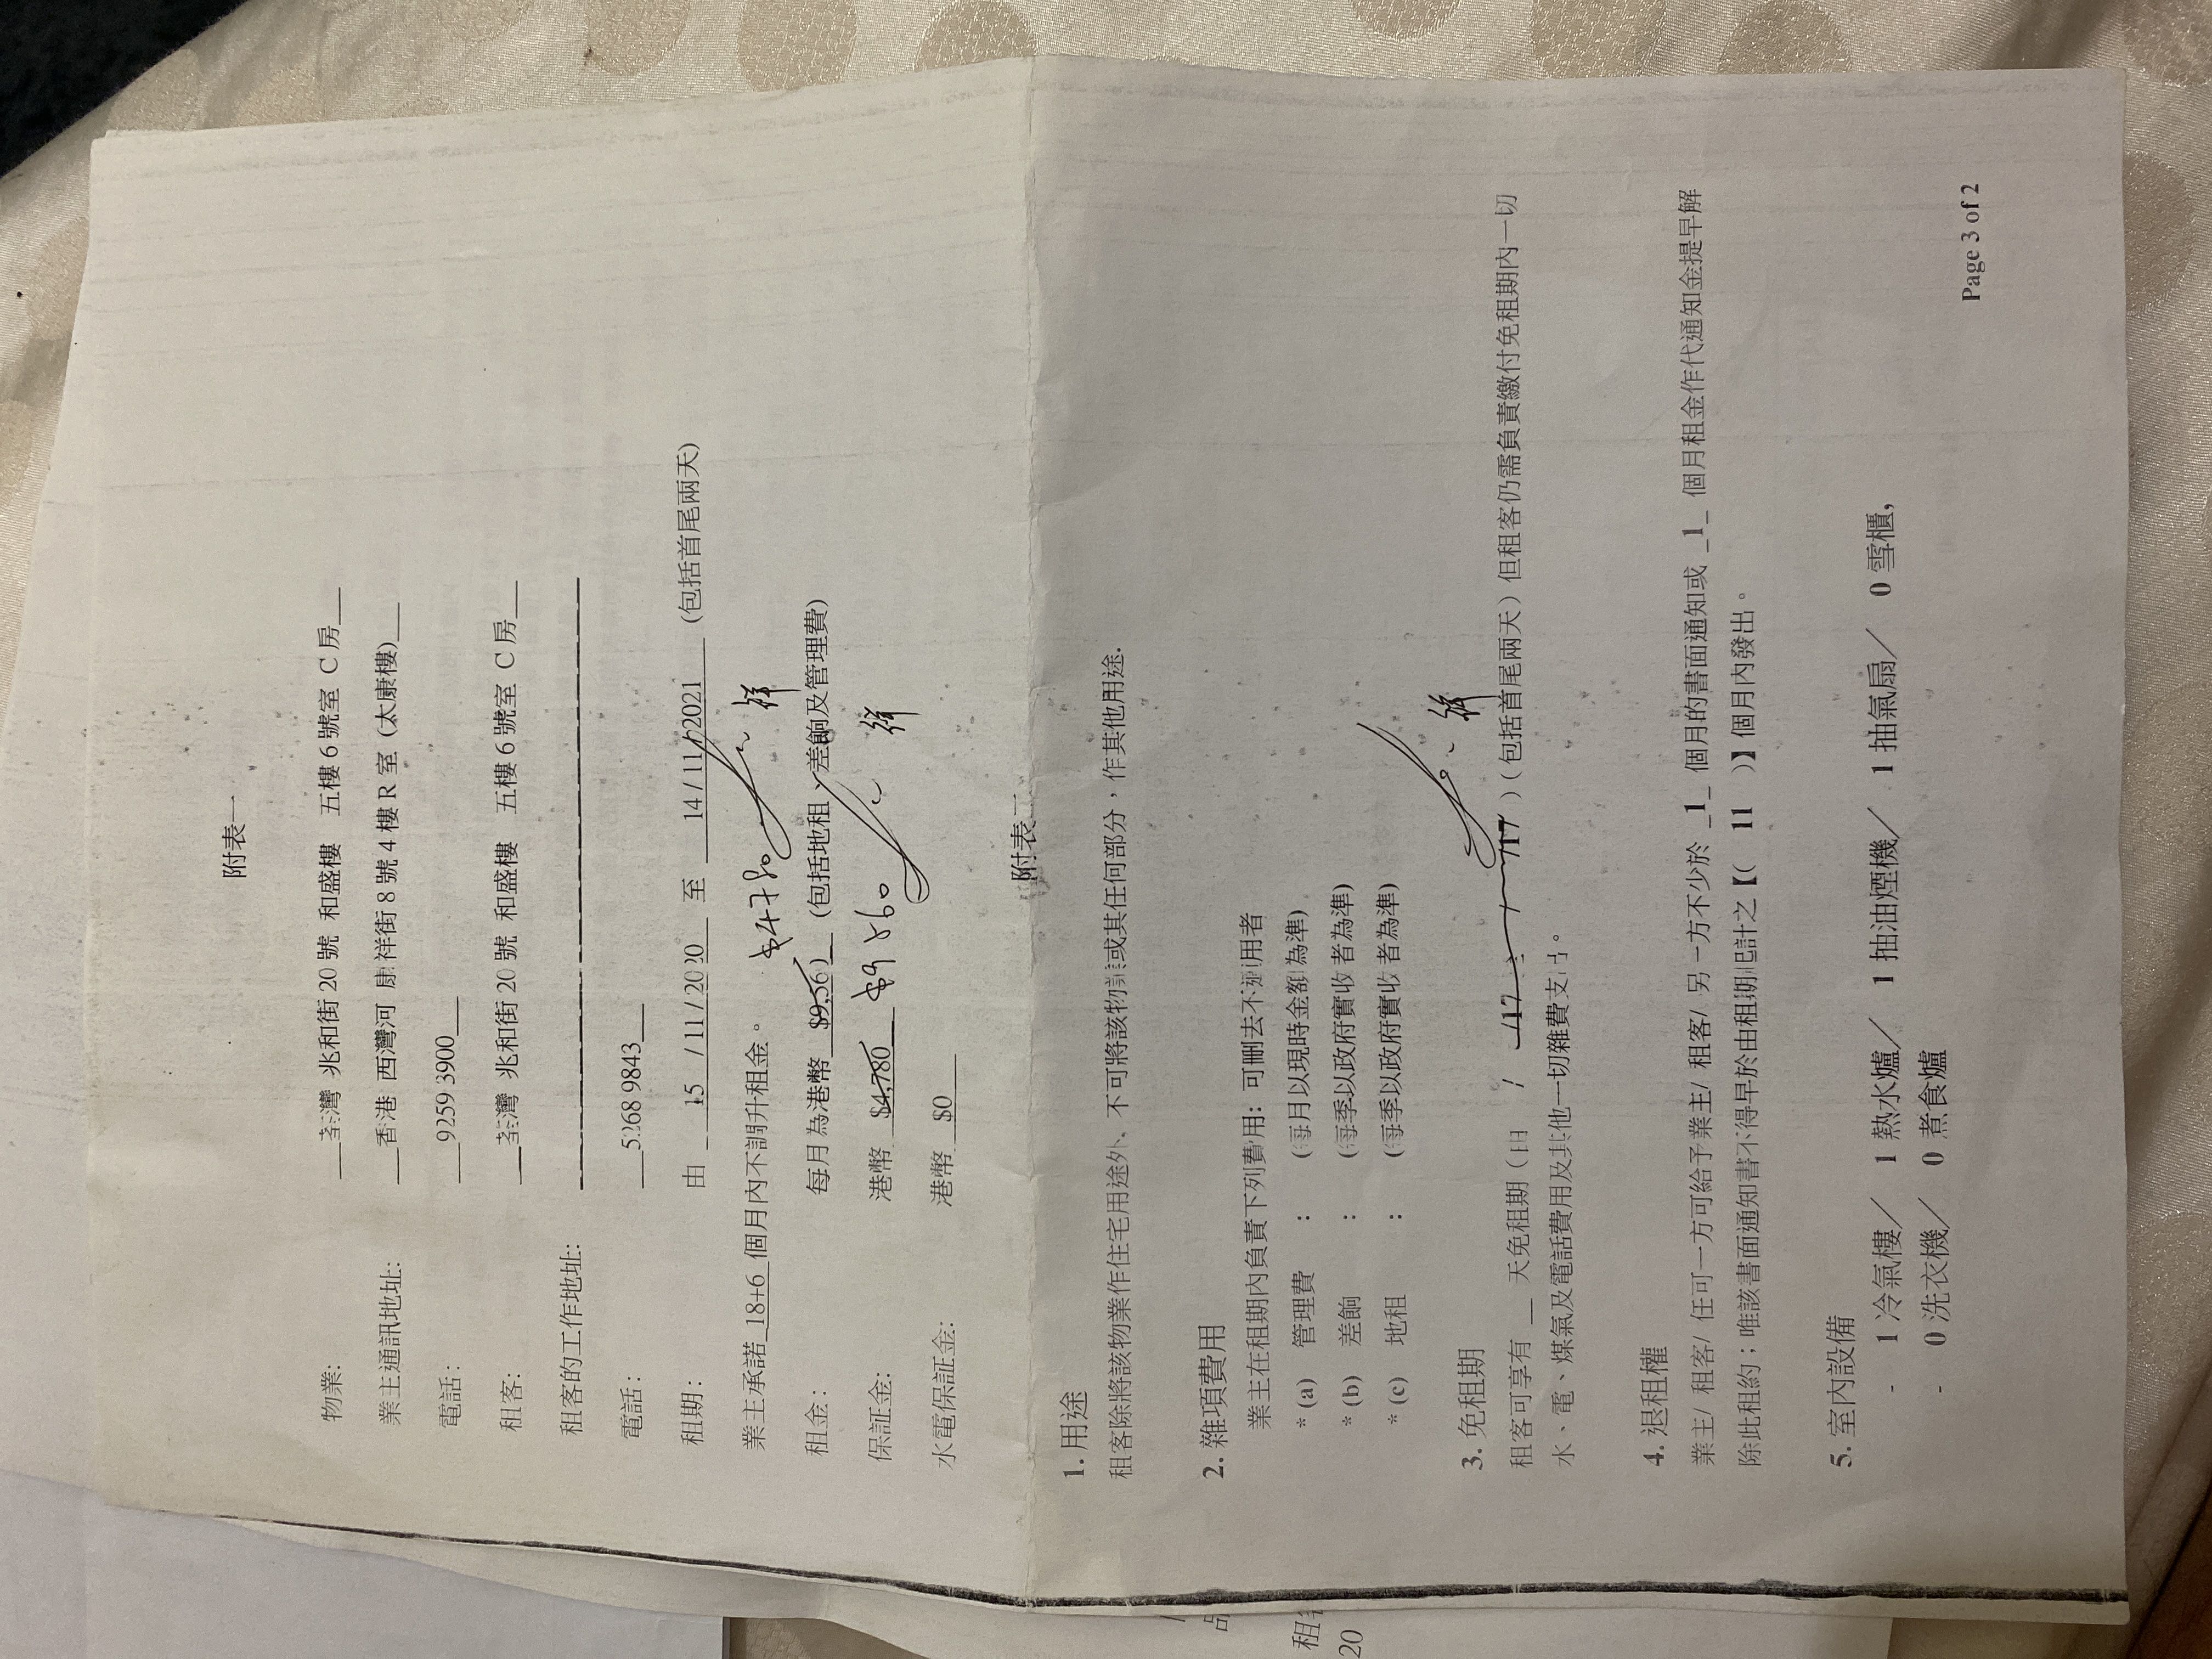 附表一
物業: 荃灣 兆和街 20 號 和盛樓 五樓 6 號室 C 房
業主通訊地址: 香港 西灣河 康祥街 8 號 4 樓 R 室 (太康樓)
電話: 9259 3900
租客: 荃灣 兆和街 20 號 和盛樓 五樓 6 號室 C 房
租客的工作地址:
電話: 5268 9843
租期: 由 15 / 11 / 2020 至 14 / 11 / 2021 (包括首尾兩天)
業主承諾 18+6 個月內不調升租金。 $4780 祥
租金: 每月為港幣 (包括地租 差餉及管理費)
保証金: 港幣 $4,780 祥
水電保証金: 港幣 $0
附表二
1. 用途
租客除將該物業作住宅用途外，不可將該物業或其任何部分，作其他用途.
2. 雜項費用
業主在租期內負責下列費用: 可刪去不適用者
* (a) 管理費 : (每月以現時金額為準)
* (b) 差餉 : (每季以政府實收者為準)
* (c) 地租 : (每季以政府實收者為準)
3. 免租期 祥
租客可享有 __ 天免租期 (由 / ) (包括首尾兩天) 但租客仍需負責繳付免租期內一切
水、電、煤氣及電話費用及其他一切雜費支出。
4. 退租權
業主/ 租客/ 任可一方可給予業主/ 租客/ 另一方不少於 _1_ 個月的書面通知或 _1_ 個月租金作代通知金提早解
除此租約；唯該書面通知書不得早於由租期起計之【( 11 )】個月內發出。
5. 室內設備
- 1 冷氣樓／ 1 熱水爐／ 1 抽油煙機／ 1 抽氣扇／ 0 雪櫃,
- 0 洗衣機／ 0 煮食爐
Page 3 of 2
租
20